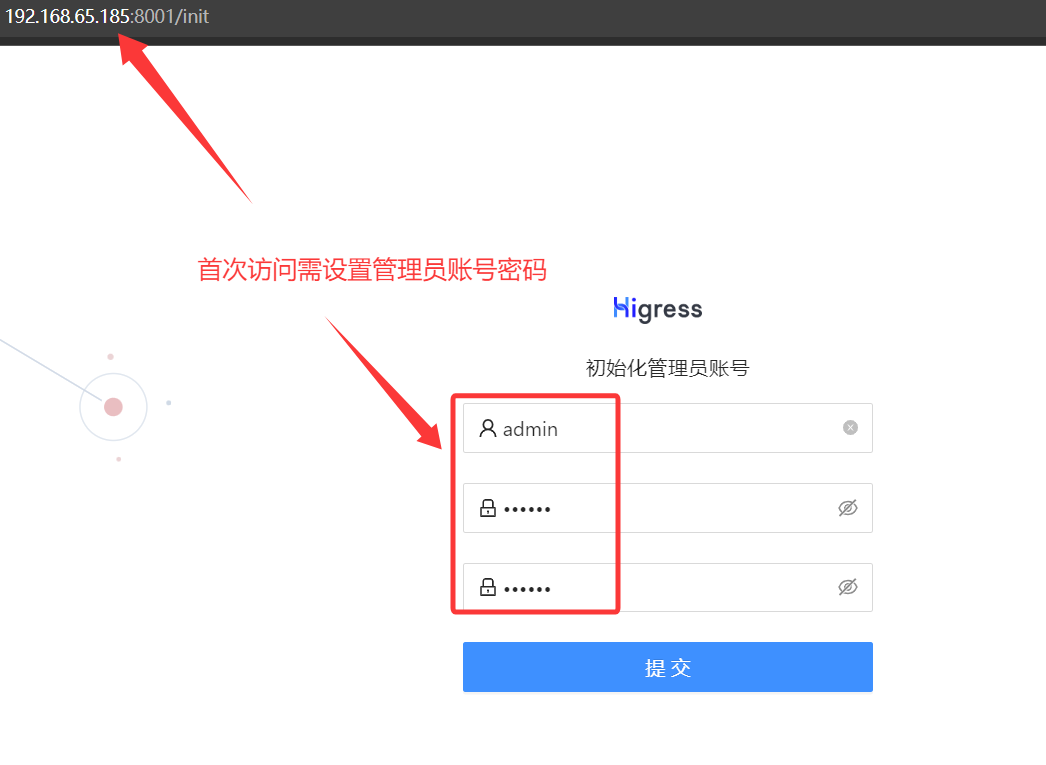 192.168.65.185:8001/init
首次访问需设置管理员账号密码
Higress
初始化管理员账号
admin
••••••
••••••
提 交